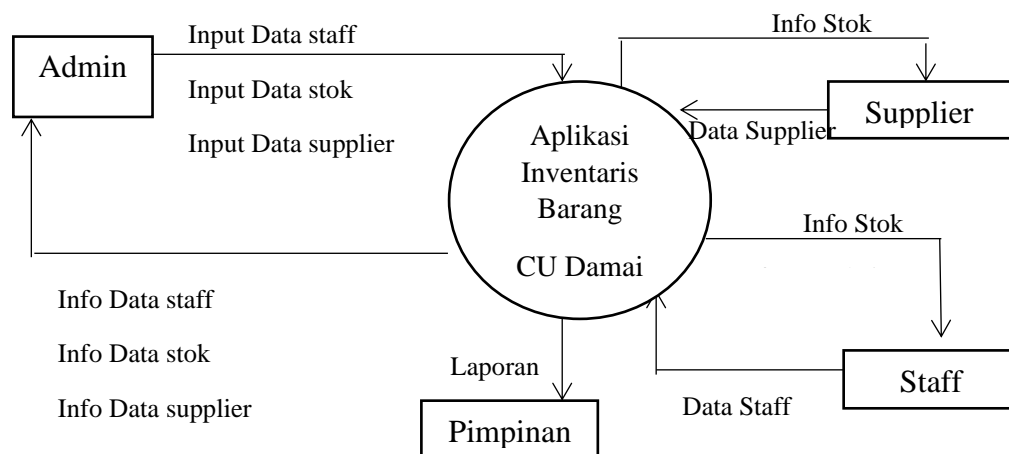 Info Stok
Input Data staff
Admin
Input Data stok
Supplier
Data Supplier
Input Data supplier
Aplikasi
Inventaris
Barang
CU Damai
Info Stok
Info Data staff
Info Data stok
Laporan
Staff
Info Data supplier
Data Staff
Pimpinan